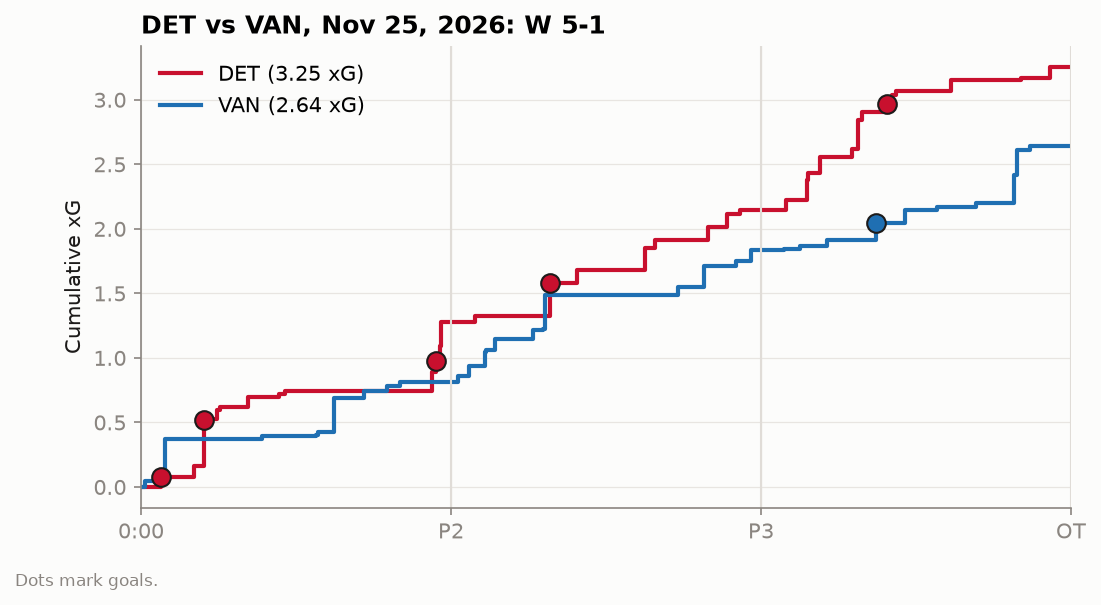 DET vs VAN, Nov 25, 2026: W 5-1
DET (3.25 xG)
VAN (2.64 xG)
Cumulative xG
3.0
2.5
2.0
1.5
1.0
0.5
0.0
0:00
P2
P3
OT
Dots mark goals.